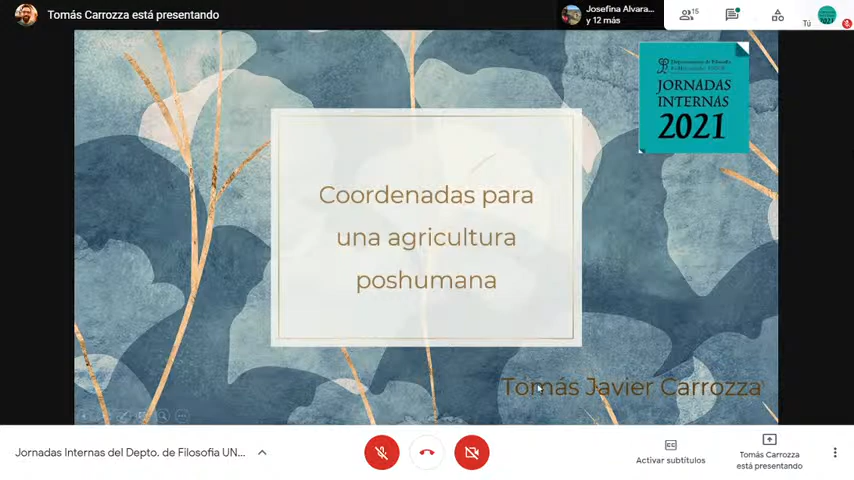 Tomás Carrozza está presentando
Josefina Alvara...
y 12 más
15
Tú
Departamento de Filosofía
JORNADAS
INTERNAS
2021
Coordenadas para
una agricultura
poshumana
Tomás Javier Carrozza
Jornadas Internas del Depto. de Filosofia UN...
Activar subtítulos
Tomás Carrozza
está presentando